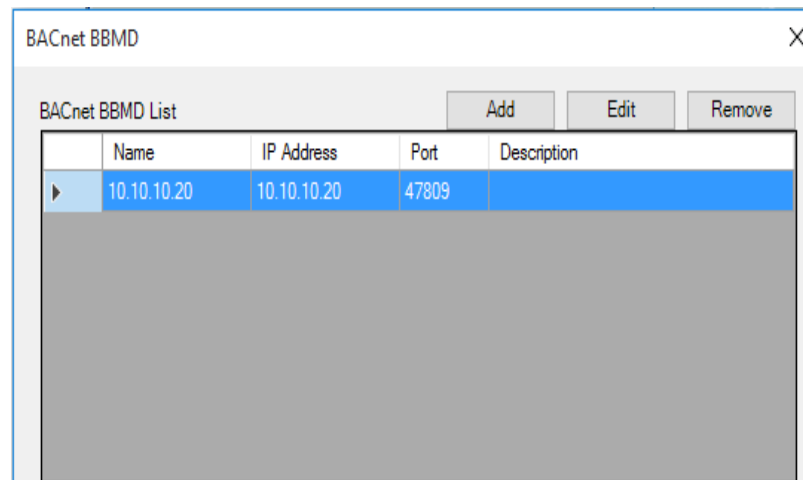 BACnet BBMD
BACnet BBMD List Add Edit Remove
Name IP Address Port Description
10.10.10.20 10.10.10.20 47809